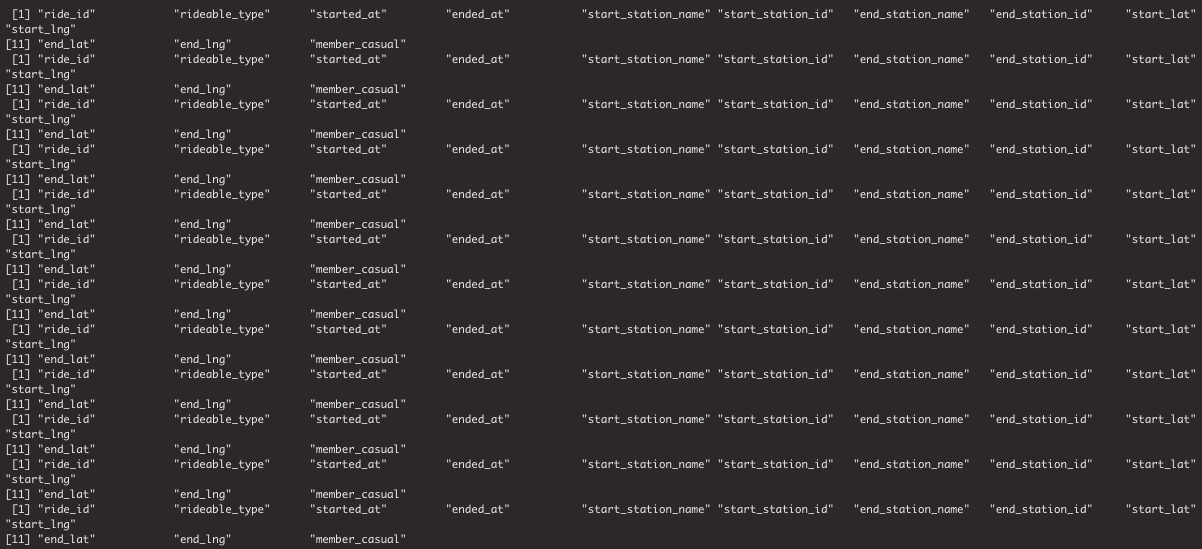 [1] "ride_id" "rideable_type" "started_at" "ended_at" "start_station_name" "start_station_id" "end_station_name" "end_station_id" "start_lat"
"start_lng"
[11] "end_lat" "end_lng" "member_casual"
[1] "ride_id" "rideable_type" "started_at" "ended_at" "start_station_name" "start_station_id" "end_station_name" "end_station_id" "start_lat"
"start_lng"
[11] "end_lat" "end_lng" "member_casual"
[1] "ride_id" "rideable_type" "started_at" "ended_at" "start_station_name" "start_station_id" "end_station_name" "end_station_id" "start_lat"
"start_lng"
[11] "end_lat" "end_lng" "member_casual"
[1] "ride_id" "rideable_type" "started_at" "ended_at" "start_station_name" "start_station_id" "end_station_name" "end_station_id" "start_lat"
"start_lng"
[11] "end_lat" "end_lng" "member_casual"
[1] "ride_id" "rideable_type" "started_at" "ended_at" "start_station_name" "start_station_id" "end_station_name" "end_station_id" "start_lat"
"start_lng"
[11] "end_lat" "end_lng" "member_casual"
[1] "ride_id" "rideable_type" "started_at" "ended_at" "start_station_name" "start_station_id" "end_station_name" "end_station_id" "start_lat"
"start_lng"
[11] "end_lat" "end_lng" "member_casual"
[1] "ride_id" "rideable_type" "started_at" "ended_at" "start_station_name" "start_station_id" "end_station_name" "end_station_id" "start_lat"
"start_lng"
[11] "end_lat" "end_lng" "member_casual"
[1] "ride_id" "rideable_type" "started_at" "ended_at" "start_station_name" "start_station_id" "end_station_name" "end_station_id" "start_lat"
"start_lng"
[11] "end_lat" "end_lng" "member_casual"
[1] "ride_id" "rideable_type" "started_at" "ended_at" "start_station_name" "start_station_id" "end_station_name" "end_station_id" "start_lat"
"start_lng"
[11] "end_lat" "end_lng" "member_casual"
[1] "ride_id" "rideable_type" "started_at" "ended_at" "start_station_name" "start_station_id" "end_station_name" "end_station_id" "start_lat"
"start_lng"
[11] "end_lat" "end_lng" "member_casual"
[1] "ride_id" "rideable_type" "started_at" "ended_at" "start_station_name" "start_station_id" "end_station_name" "end_station_id" "start_lat"
"start_lng"
[11] "end_lat" "end_lng" "member_casual"
[1] "ride_id" "rideable_type" "started_at" "ended_at" "start_station_name" "start_station_id" "end_station_name" "end_station_id" "start_lat"
"start_lng"
[11] "end_lat" "end_lng" "member_casual"